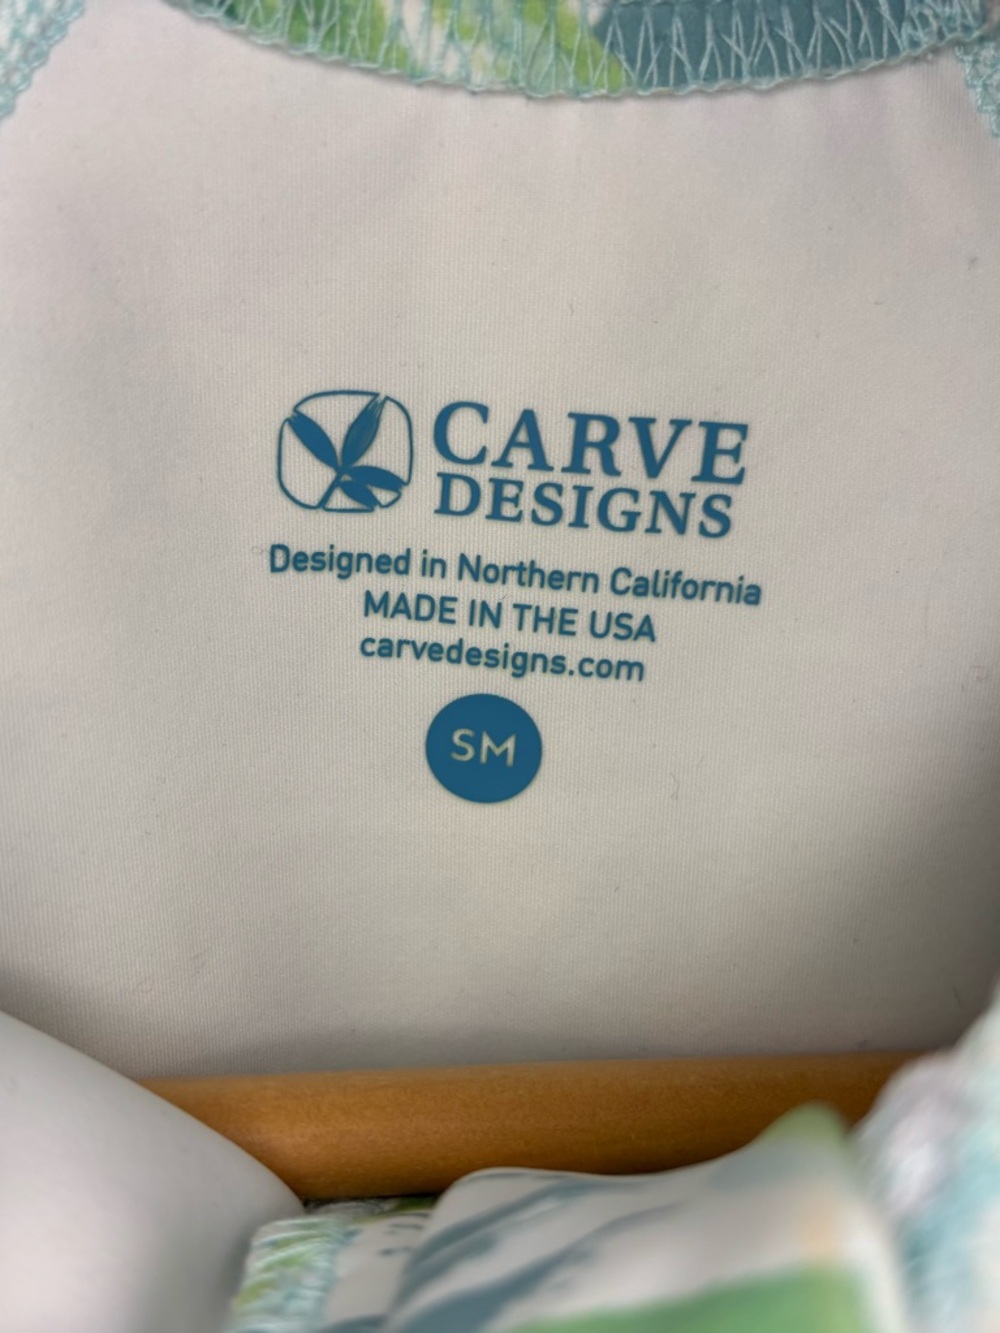 CARVE
DESIGNS
Designed in Northern California
MADE IN THE USA
carvedesigns.com
SM